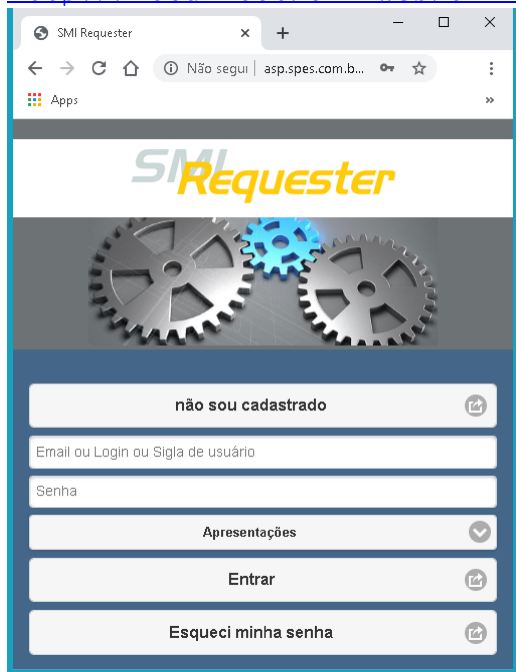 SMI Requester
Não segui
asp.spes.com.b...
Apps
»
SMI
Requester
não sou cadastrado
Email ou Login ou Sigla de usuário
Senha
Apresentações
Entrar
Esqueci minha senha